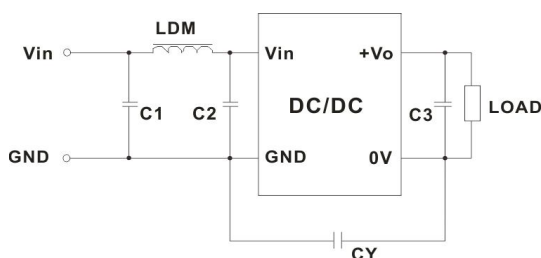 LDM
Vin
Vin
+Vo
C1
C2
DC/DC
C3
LOAD
GND
GND
0V
CY